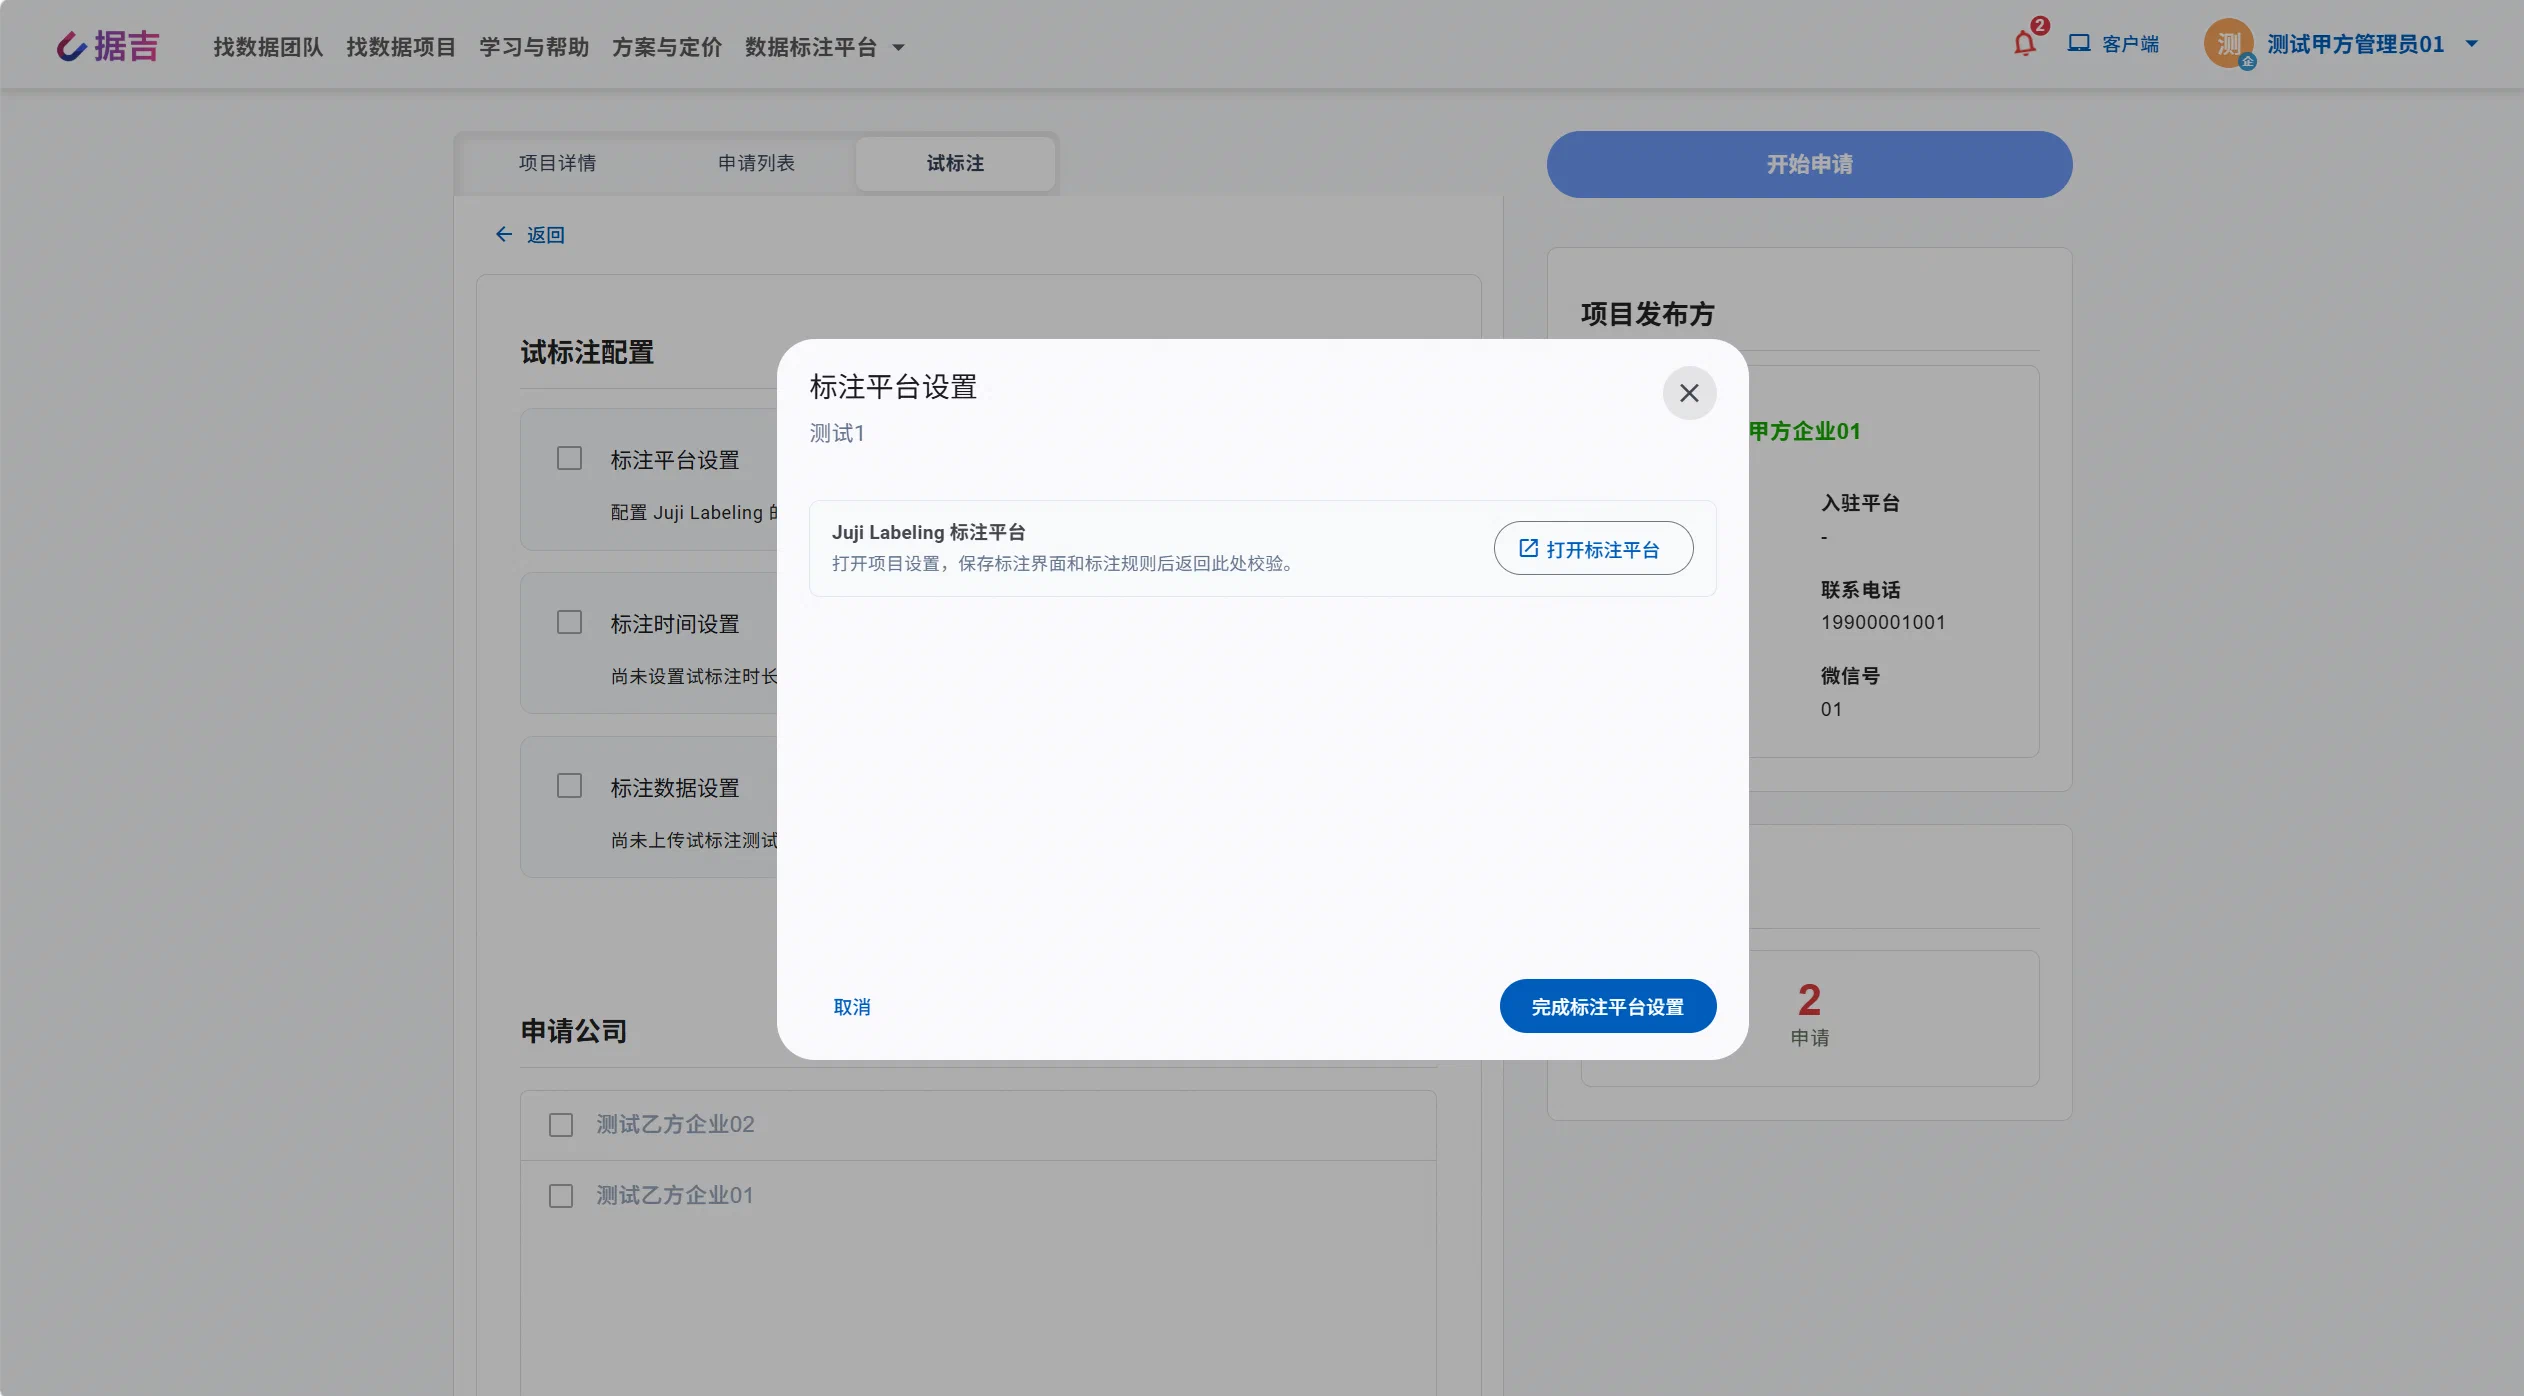 据吉
找数据团队 找数据项目 学习与帮助 方案与定价 数据标注平台
2
客户端
测
企
测试甲方管理员01
项目详情 申请列表 试标注
开始申请
返回
试标注配置
标注平台设置
配置 Juji Labeling 的
标注时间设置
尚未设置试标注时长
标注数据设置
尚未上传试标注测试
申请公司
测试乙方企业02
测试乙方企业01
标注平台设置
测试1
Juji Labeling 标注平台
打开项目设置，保存标注界面和标注规则后返回此处校验。
打开标注平台
取消
完成标注平台设置
项目发布方
甲方企业01
入驻平台
-
联系电话
19900001001
微信号
01
2
申请